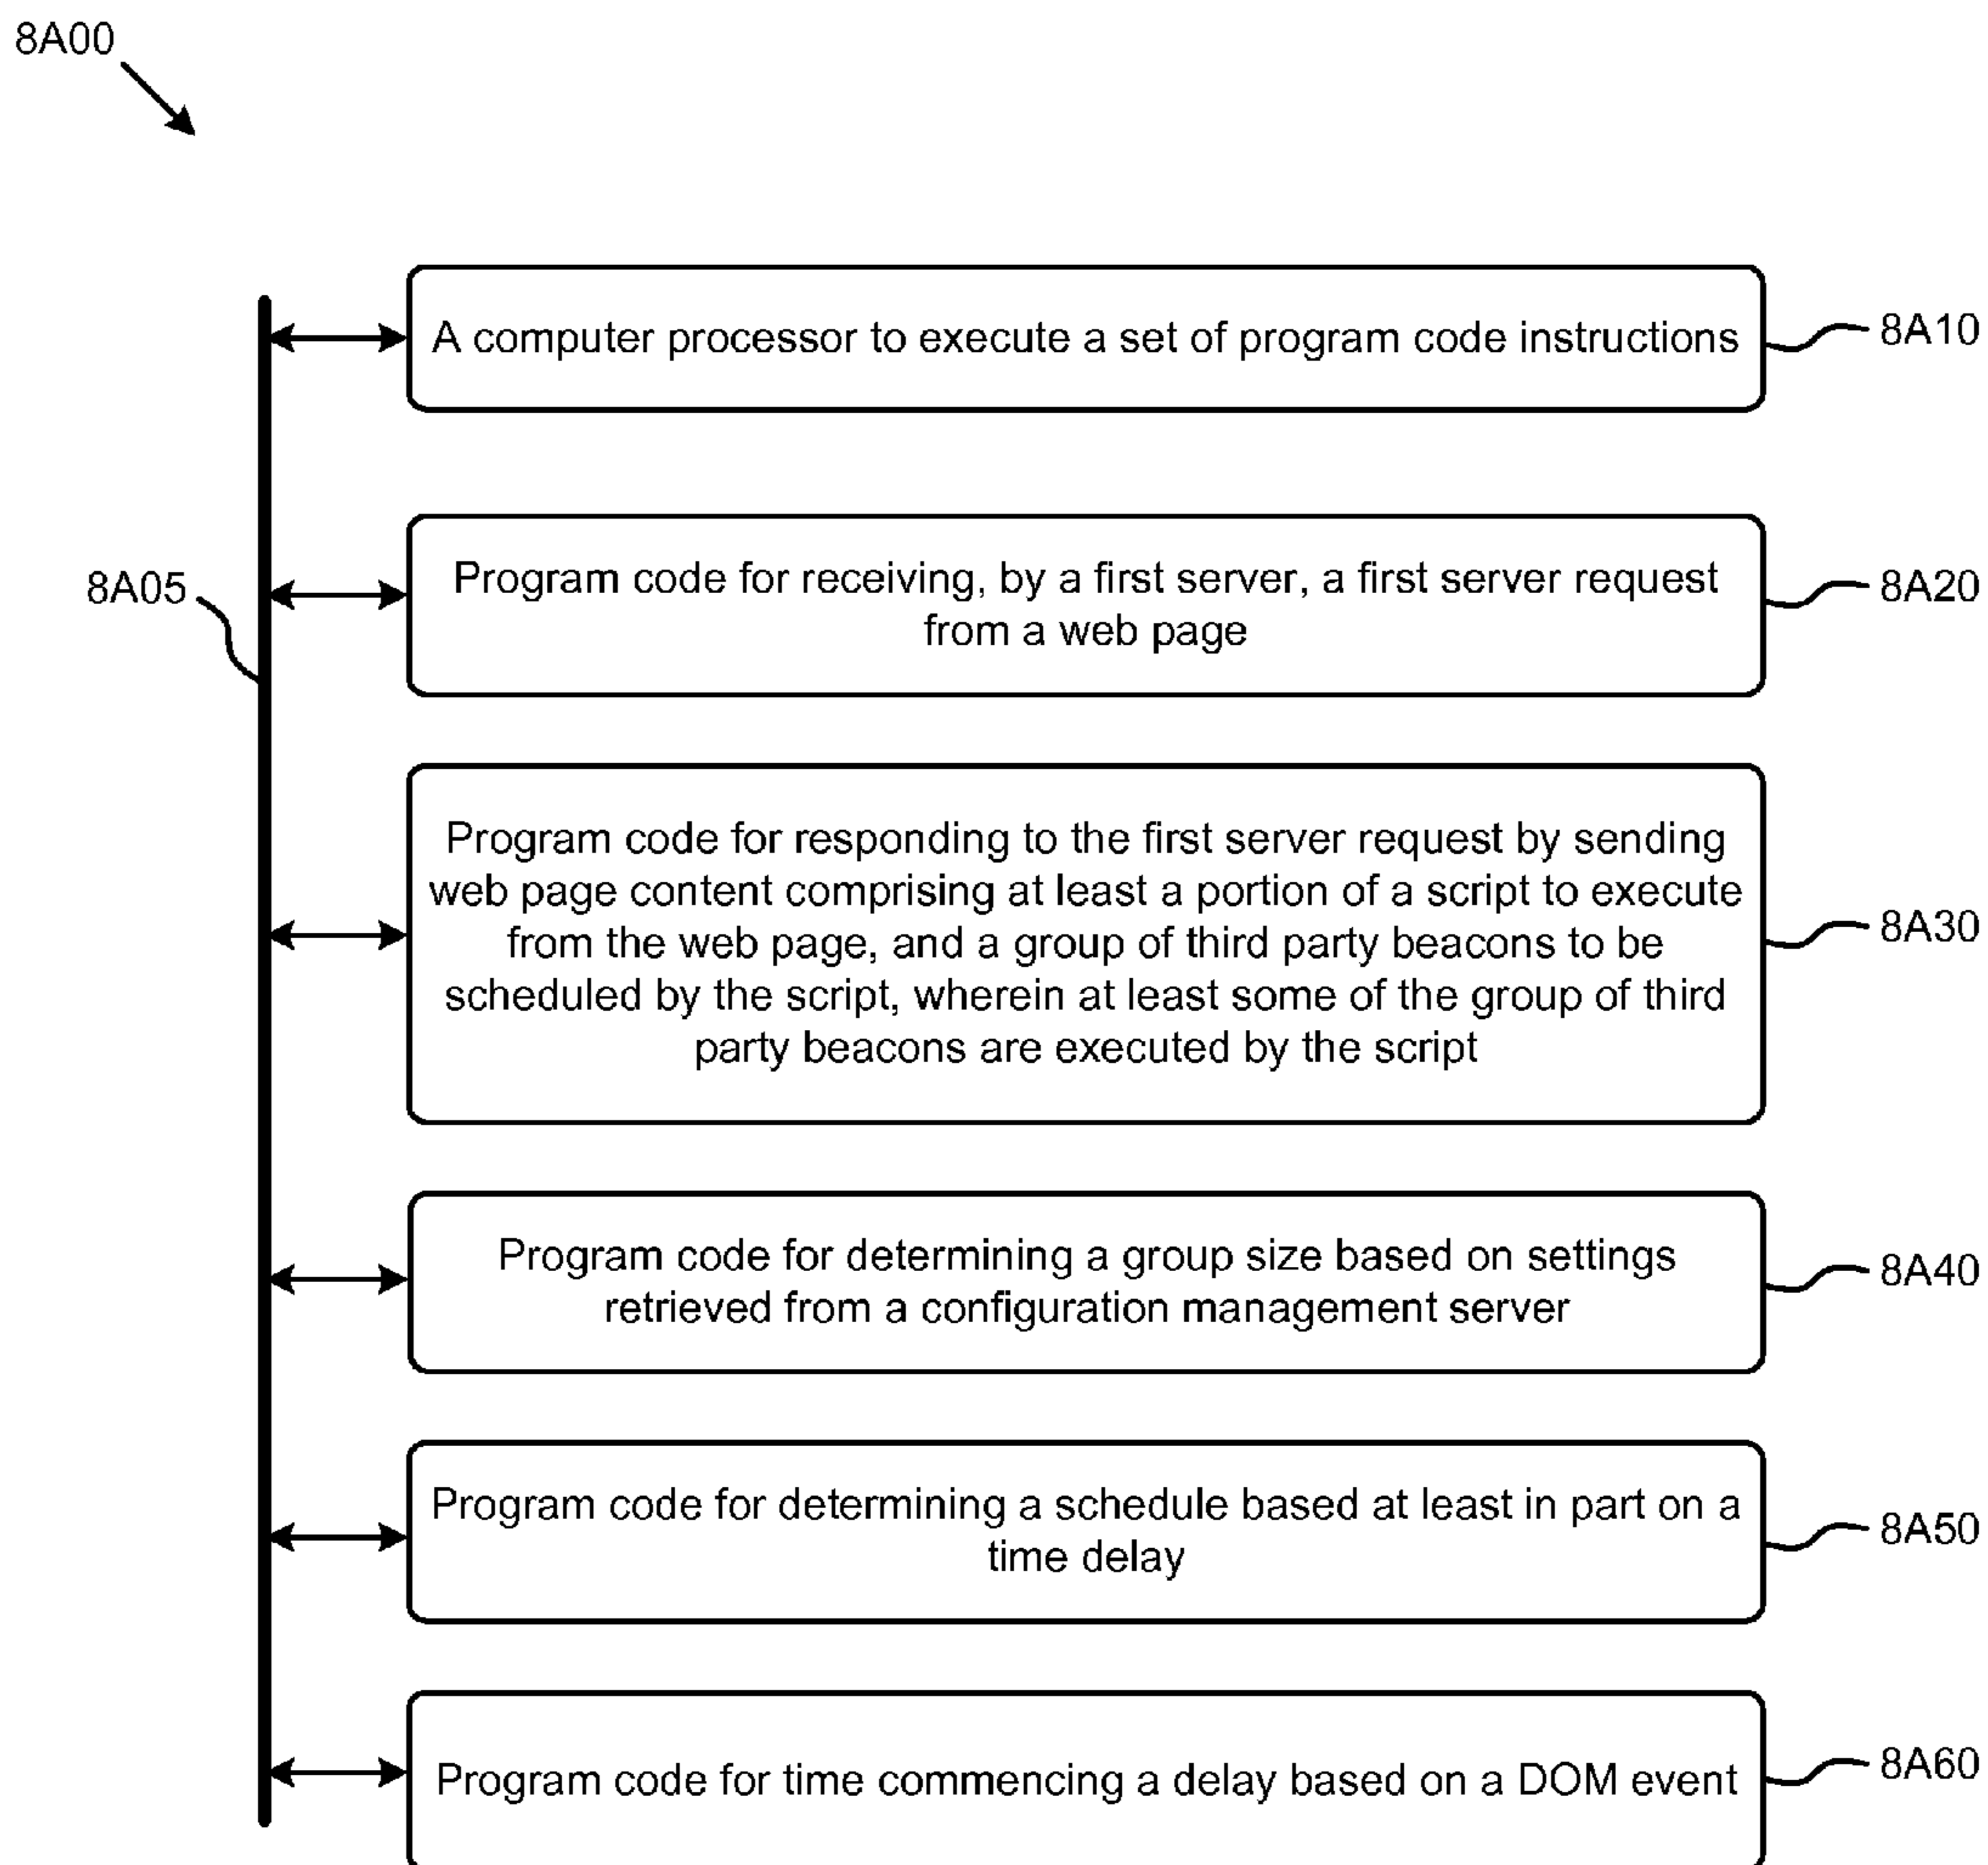 8A00
A computer processor to execute a set of program code instructions
8A10
8A05
Program code for receiving, by a first server, a first server request
from a web page
8A20
Program code for responding to the first server request by sending
web page content comprising at least a portion of a script to execute
from the web page, and a group of third party beacons to be
scheduled by the script, wherein at least some of the group of third
party beacons are executed by the script
8A30
Program code for determining a group size based on settings
retrieved from a configuration management server
8A40
Program code for determining a schedule based at least in part on a
time delay
8A50
Program code for time commencing a delay based on a DOM event
8A60